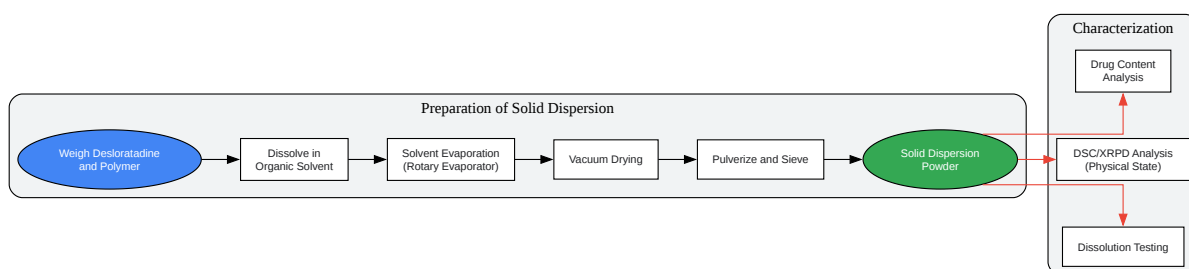 Characterization
Drug Content
Analysis
Preparation of Solid Dispersion
Weigh Desloratadine
and Polymer
Dissolve in
Organic Solvent
Solvent Evaporation
(Rotary Evaporator)
Vacuum Drying
Pulverize and Sieve
Solid Dispersion
Powder
DSC/XRPD Analysis
(Physical State)
Dissolution Testing